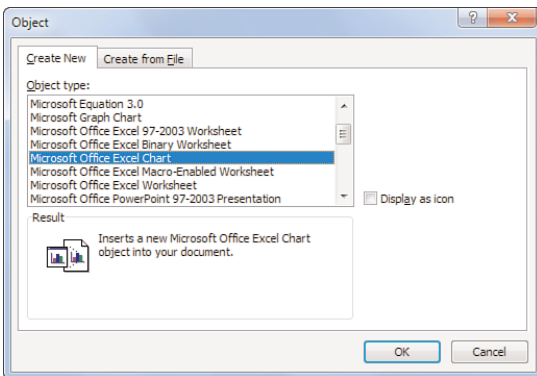 Object
Create New
Create from File
Object type:
Microsoft Equation 3.0
Microsoft Graph Chart
Microsoft Office Excel 97-2003 Worksheet
Microsoft Office Excel Binary Worksheet
Microsoft Office Excel Chart
Microsoft Office Excel Macro-Enabled Worksheet
Microsoft Office Excel Worksheet
Microsoft Office PowerPoint 97-2003 Presentation
Display as icon
Result
Inserts a new Microsoft Office Excel Chart
object into your document.
OK
Cancel